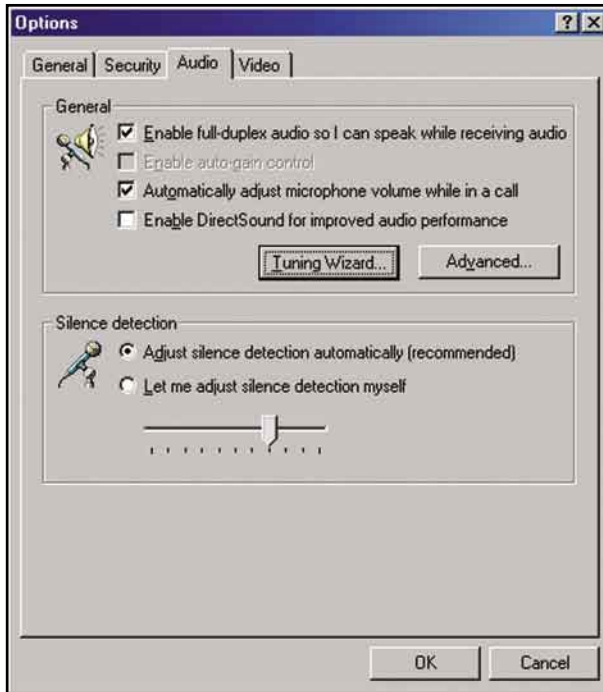 Options
General Security Audio Video
General
Enable full-duplex audio so I can speak while receiving audio
Enable auto-gain control
Automatically adjust microphone volume while in a call
Enable DirectSound for improved audio performance
Tuning Wizard... Advanced...
Silence detection
Adjust silence detection automatically (recommended)
Let me adjust silence detection myself
OK Cancel